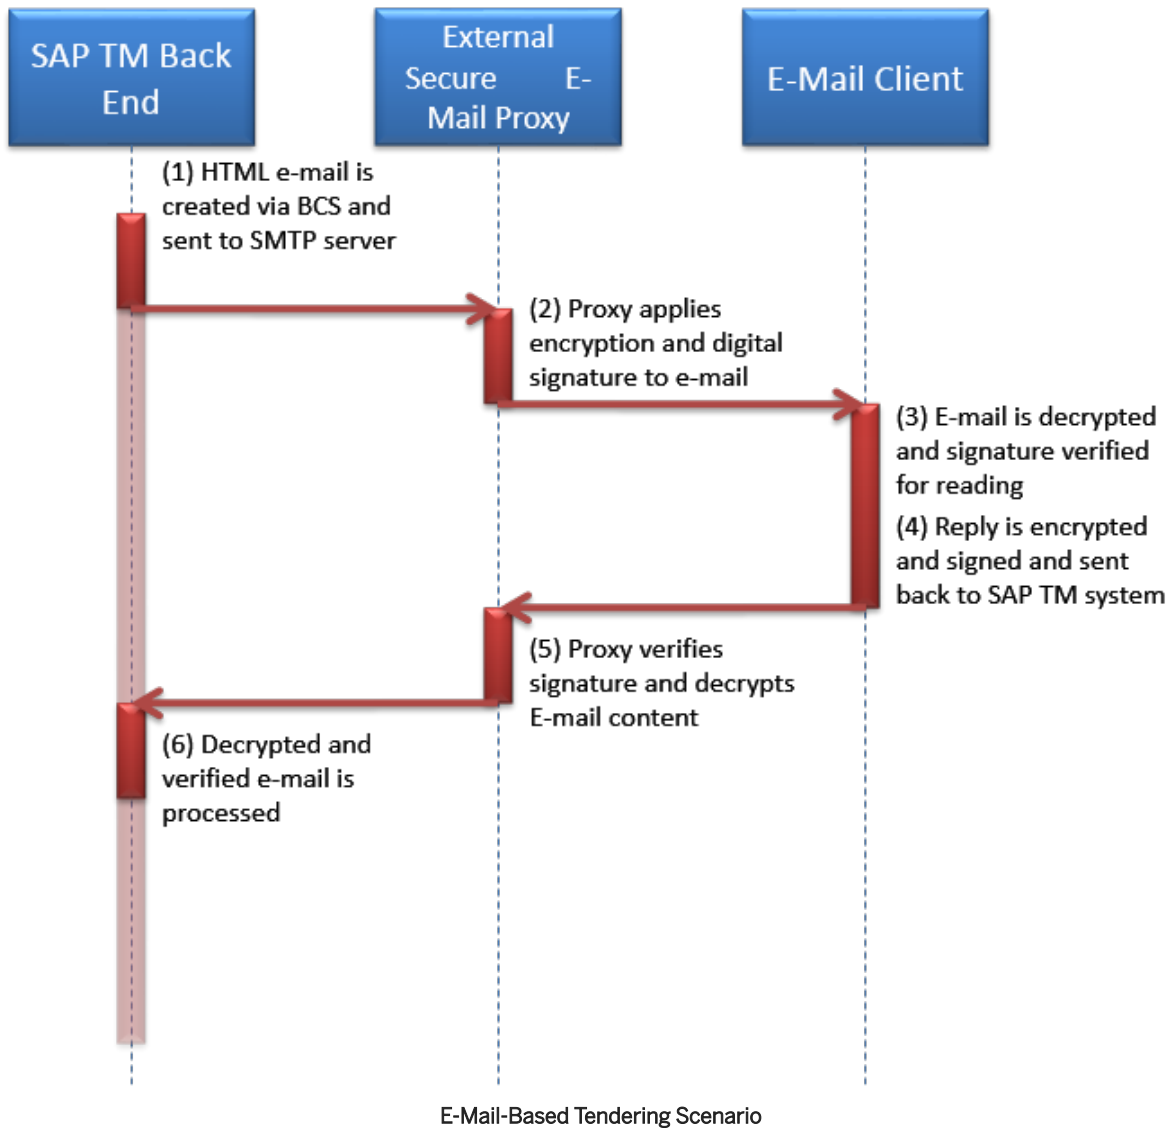 SAP TM Back
End
External
Secure E-
Mail Proxy
E-Mail Client
(1) HTML e-mail is
created via BCS and
sent to SMTP server
(2) Proxy applies
encryption and digital
signature to e-mail
(3) E-mail is decrypted
and signature verified
for reading
(4) Reply is encrypted
and signed and sent
back to SAP TM system
(5) Proxy verifies
signature and decrypts
E-mail content
(6) Decrypted and
verified e-mail is
processed
E-Mail-Based Tendering Scenario